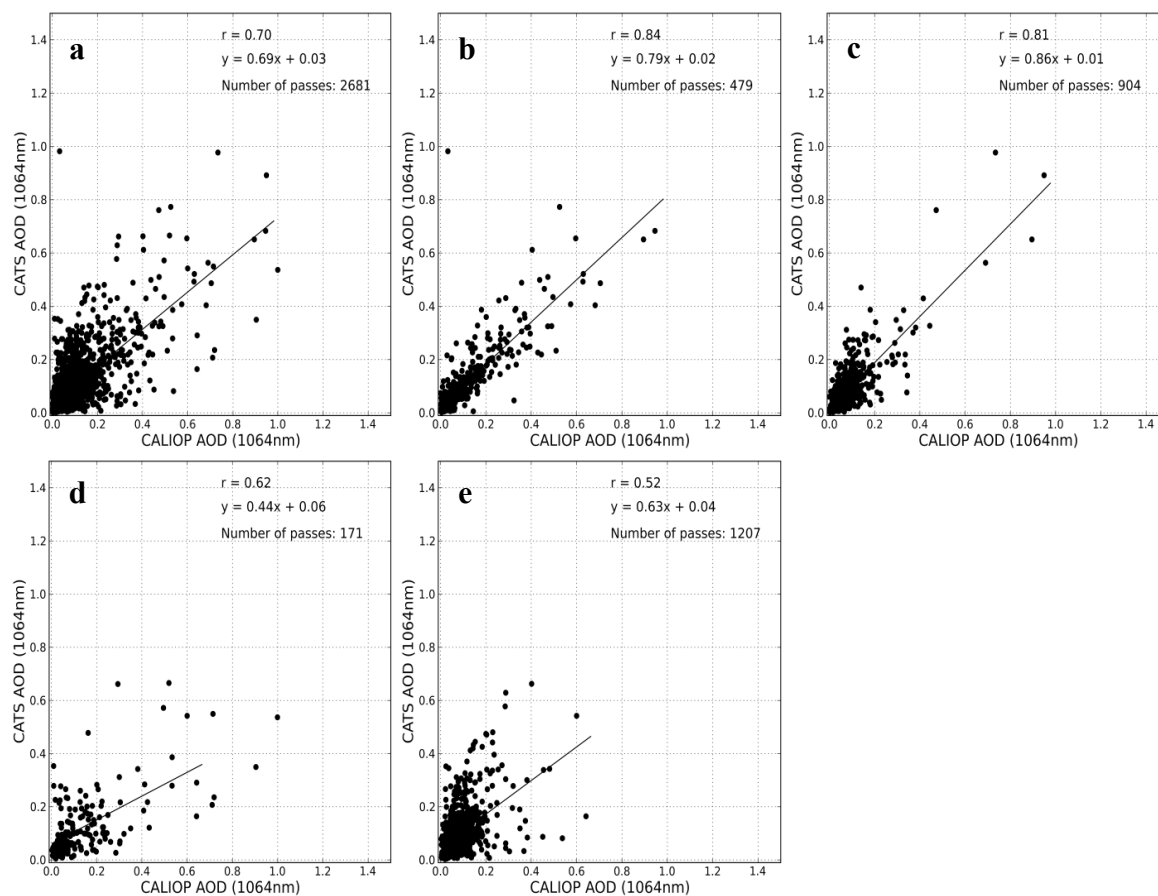 a
r = 0.70
y = 0.69x + 0.03
Number of passes: 2681
1.4
1.2
1.0
0.8
0.6
0.4
0.2
0.0
CATS AOD (1064nm)
0.0 0.2 0.4 0.6 0.8 1.0 1.2 1.4
CALIOP AOD (1064nm)
b
r = 0.84
y = 0.79x + 0.02
Number of passes: 479
1.4
1.2
1.0
0.8
0.6
0.4
0.2
0.0
CATS AOD (1064nm)
0.0 0.2 0.4 0.6 0.8 1.0 1.2 1.4
CALIOP AOD (1064nm)
c
r = 0.81
y = 0.86x + 0.01
Number of passes: 904
1.4
1.2
1.0
0.8
0.6
0.4
0.2
0.0
CATS AOD (1064nm)
0.0 0.2 0.4 0.6 0.8 1.0 1.2 1.4
CALIOP AOD (1064nm)
d
r = 0.62
y = 0.44x + 0.06
Number of passes: 171
1.4
1.2
1.0
0.8
0.6
0.4
0.2
0.0
CATS AOD (1064nm)
0.0 0.2 0.4 0.6 0.8 1.0 1.2 1.4
CALIOP AOD (1064nm)
e
r = 0.52
y = 0.63x + 0.04
Number of passes: 1207
1.4
1.2
1.0
0.8
0.6
0.4
0.2
0.0
CATS AOD (1064nm)
0.0 0.2 0.4 0.6 0.8 1.0 1.2 1.4
CALIOP AOD (1064nm)